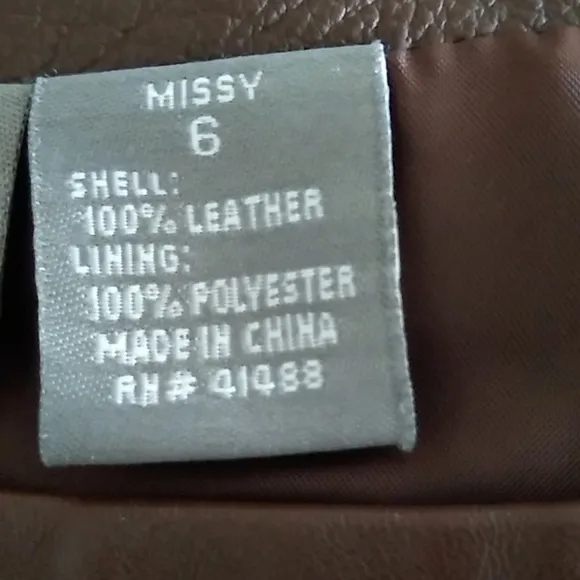 MISSY
6
SHELL:
100% LEATHER
LINING:
100% POLYESTER
MADE IN CHINA
RN# 41488